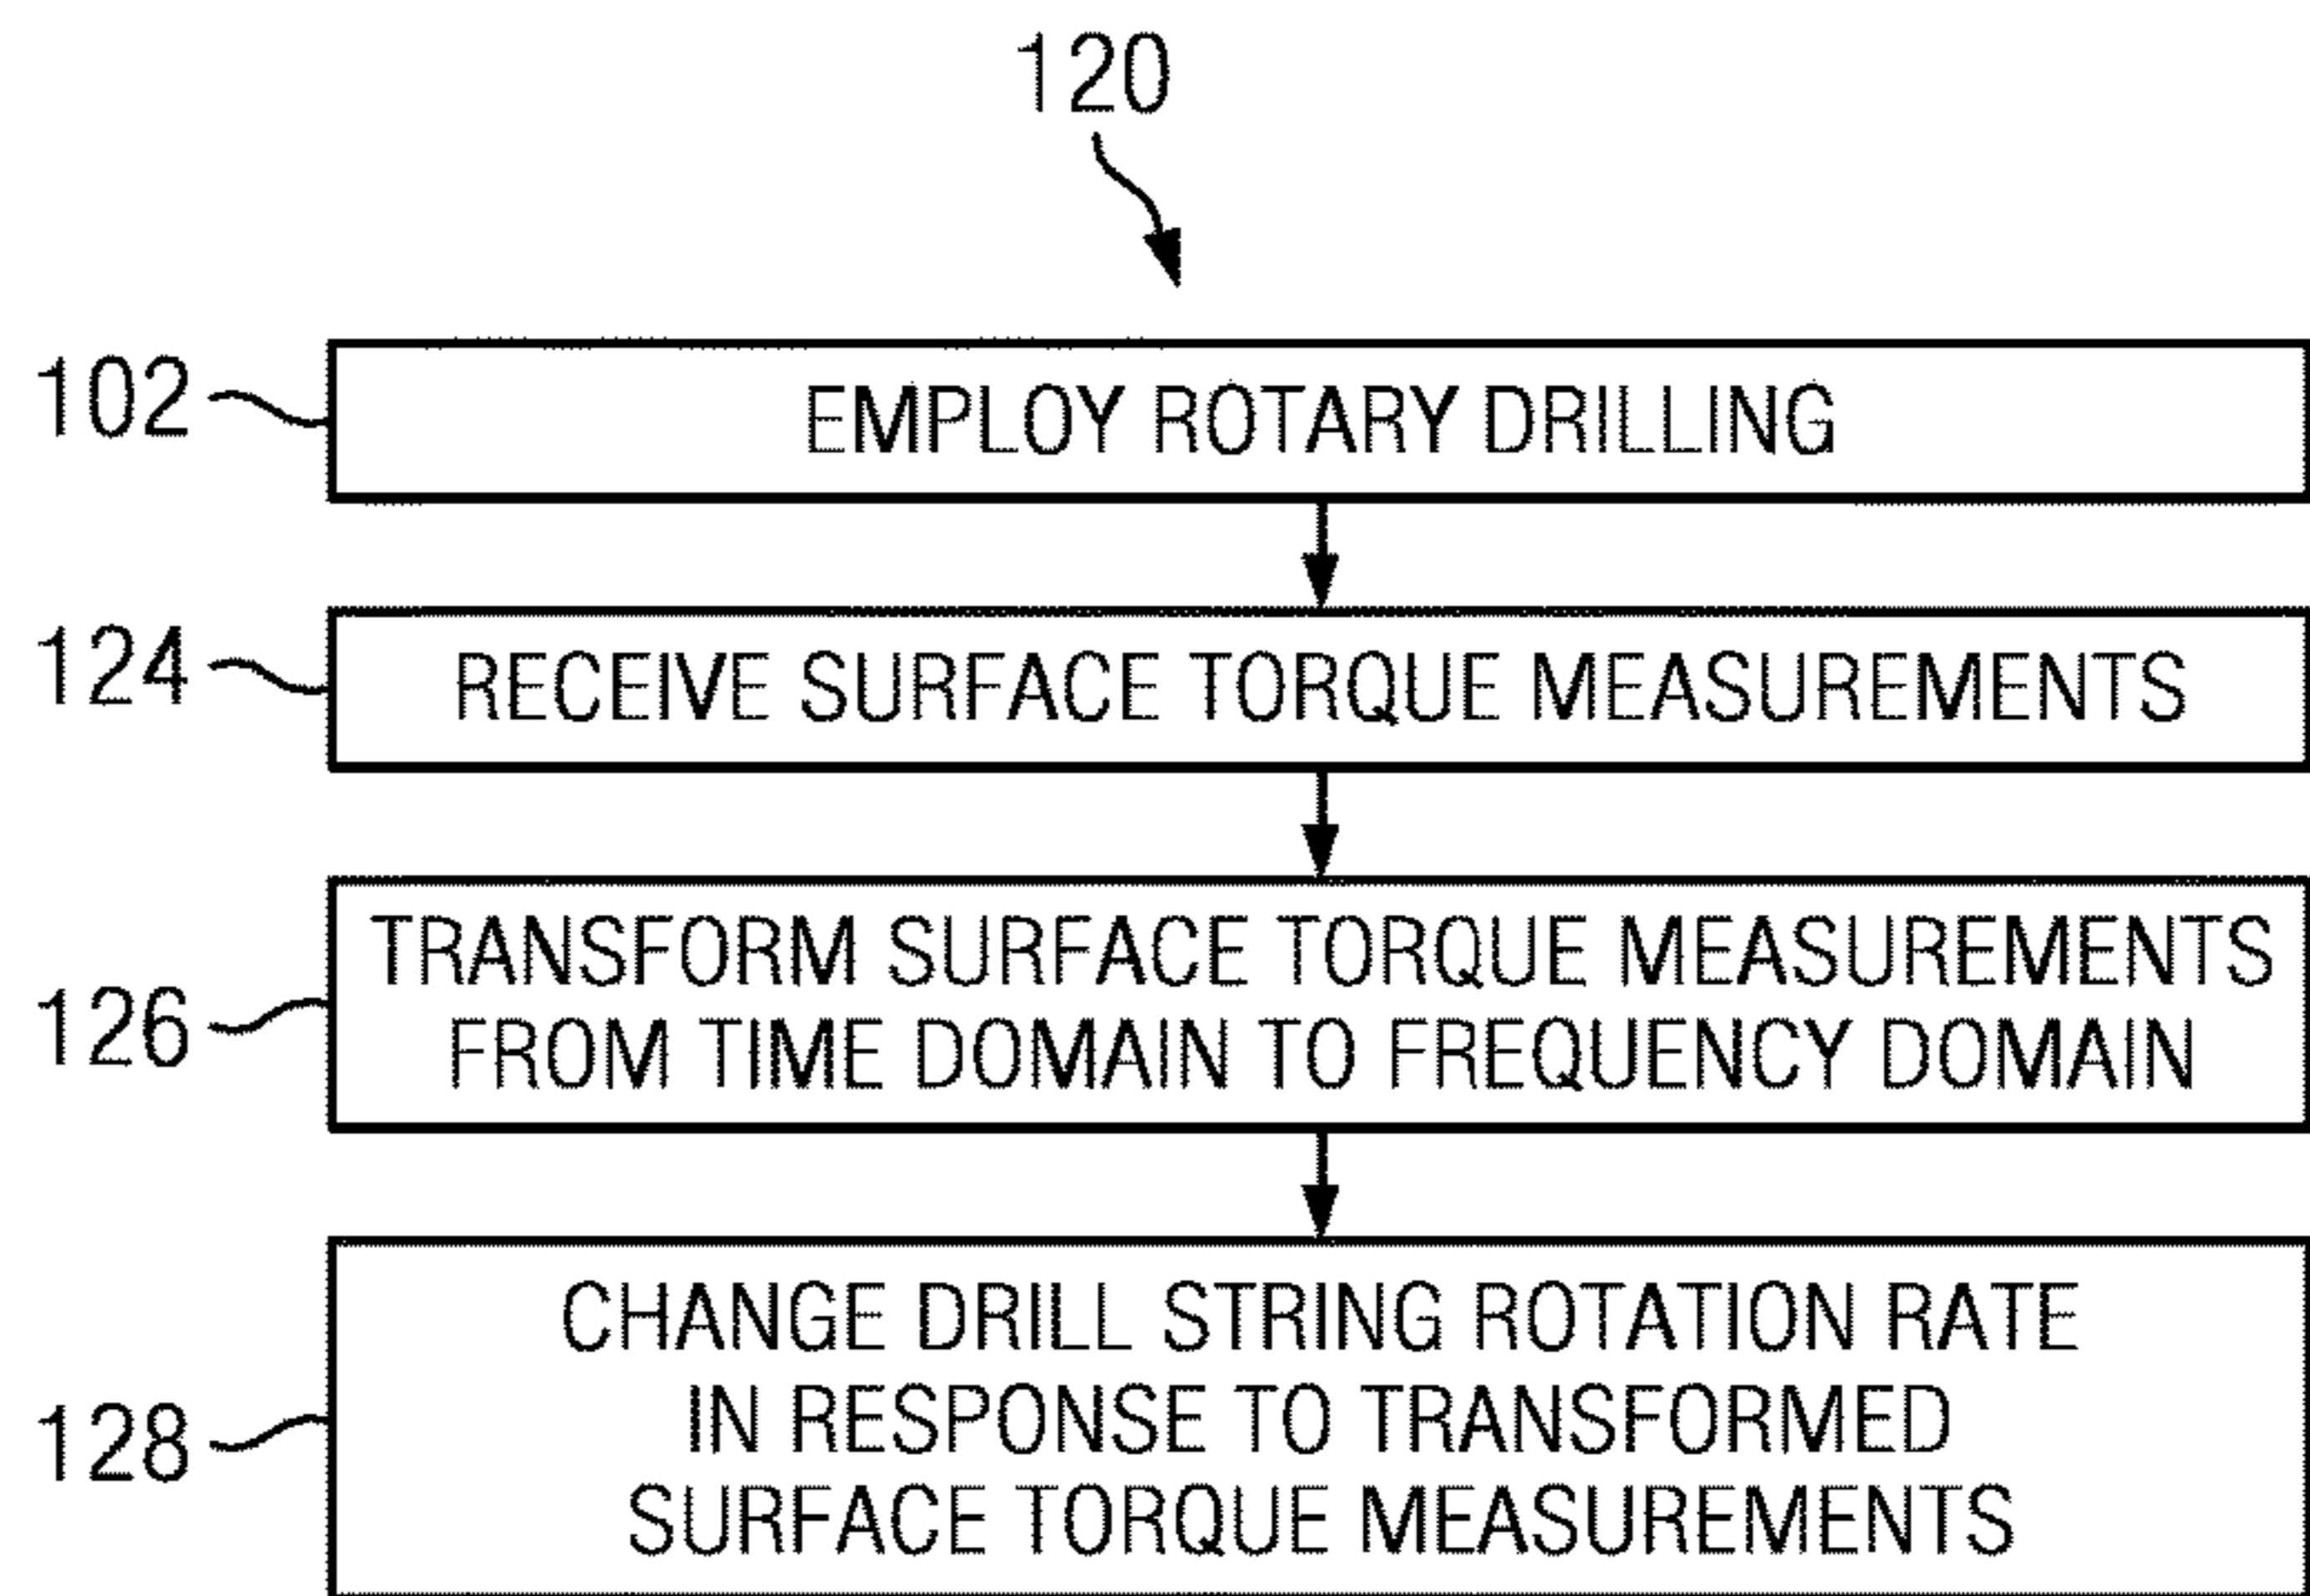 120
102
EMPLOY ROTARY DRILLING
124
RECEIVE SURFACE TORQUE MEASUREMENTS
126
TRANSFORM SURFACE TORQUE MEASUREMENTS
FROM TIME DOMAIN TO FREQUENCY DOMAIN
128
CHANGE DRILL STRING ROTATION RATE
IN RESPONSE TO TRANSFORMED
SURFACE TORQUE MEASUREMENTS